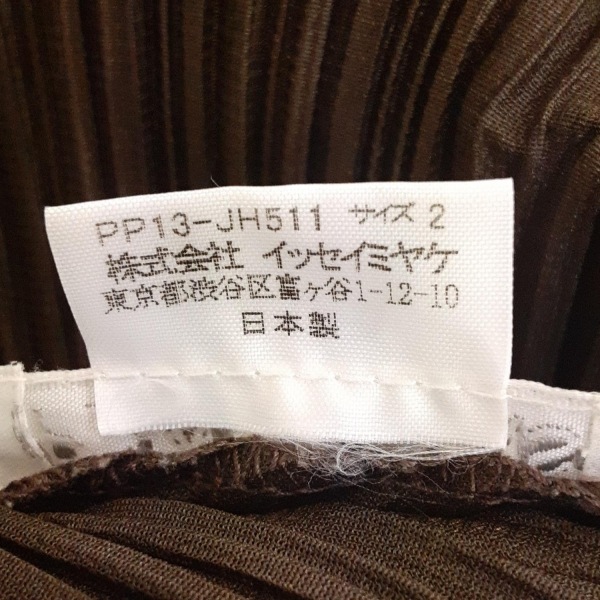 PP13-JH511 サイズ 2
株式会社 イッセイミヤケ
東京都渋谷区富ヶ谷1-12-10
日本製